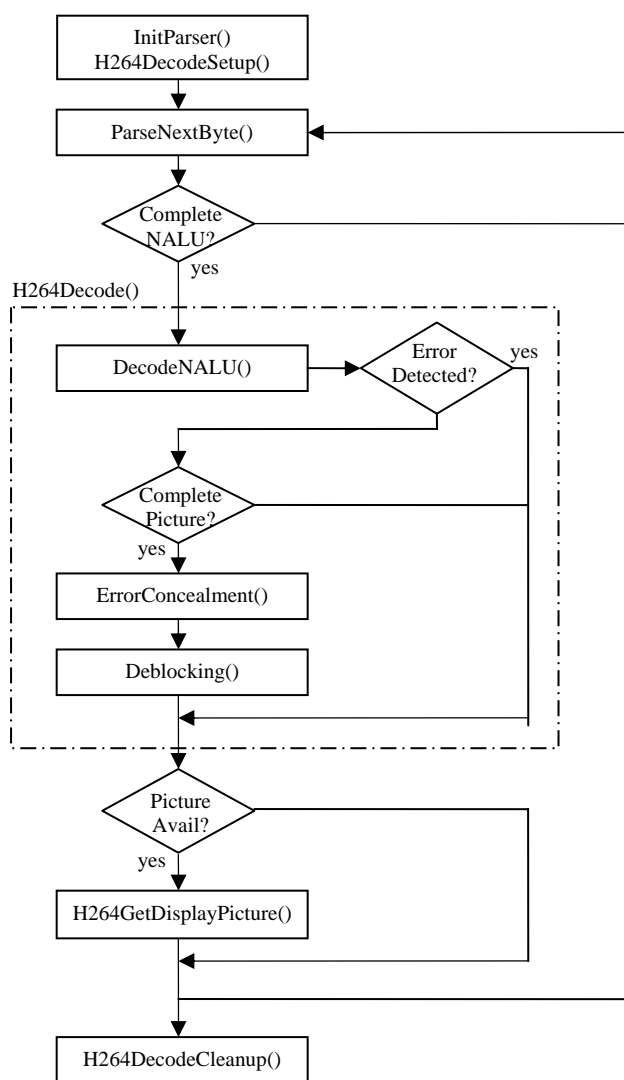 InitParser()
H264DecodeSetup()
ParseNextByte()
Complete
NALU?
yes
H264Decode()
DecodeNALU()
Error
Detected?
yes
Complete
Picture?
yes
ErrorConcealment()
Deblocking()
Picture
Avail?
yes
H264GetDisplayPicture()
H264DecodeCleanup()